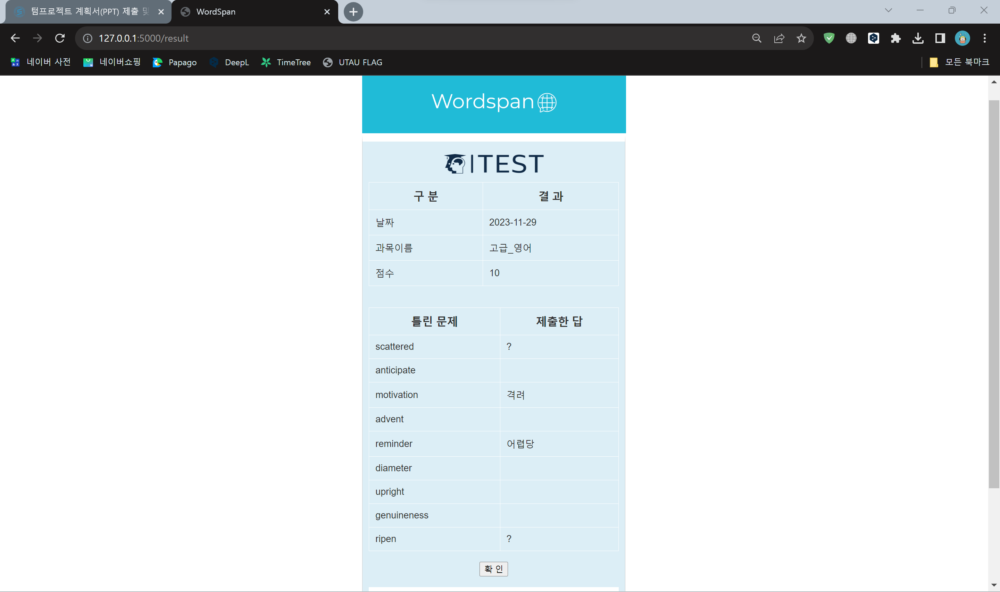 텀프로젝트 계획서(PPT) 제출 및
WordSpan
127.0.0.1:5000/result
네이버 사전
네이버쇼핑
Papago
DeepL
TimeTree
UTAU FLAG
모든 북마크
Wordspan
TEST
구 분 결 과
날짜 2023-11-29
과목이름 고급_영어
점수 10
틀린 문제 제출한 답
scattered ?
anticipate
motivation 격려
advent
reminder 어렵당
diameter
upright
genuineness
ripen ?
확 인